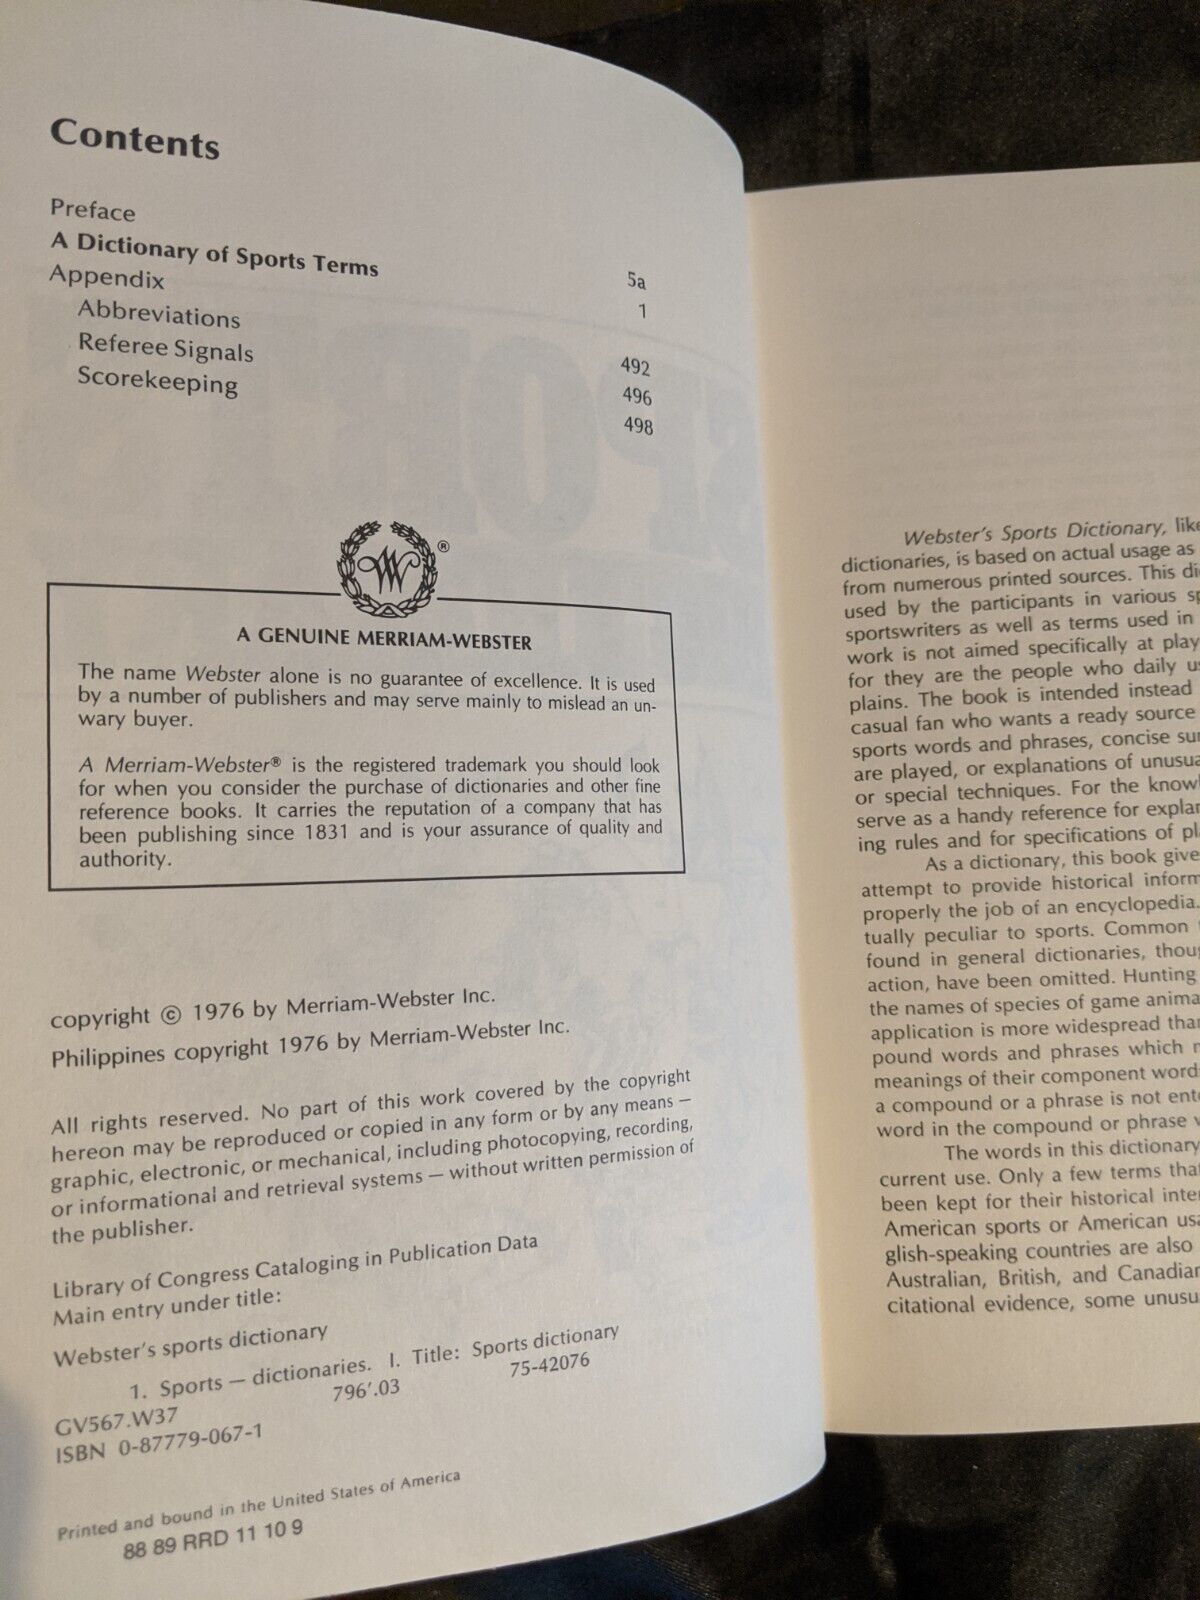 Contents
Preface
A Dictionary of Sports Terms 5a
Appendix 1
Abbreviations 492
Referee Signals 496
Scorekeeping 498
®
A GENUINE MERRIAM-WEBSTER
The name Webster alone is no guarantee of excellence. It is used
by a number of publishers and may serve mainly to mislead an un-
wary buyer.
A Merriam-Webster® is the registered trademark you should look
for when you consider the purchase of dictionaries and other fine
reference books. It carries the reputation of a company that has
been publishing since 1831 and is your assurance of quality and
authority.
copyright © 1976 by Merriam-Webster Inc.
Philippines copyright 1976 by Merriam-Webster Inc.
All rights reserved. No part of this work covered by the copyright
hereon may be reproduced or copied in any form or by any means —
graphic, electronic, or mechanical, including photocopying, recording,
or informational and retrieval systems — without written permission of
the publisher.
Library of Congress Cataloging in Publication Data
Main entry under title:
Webster's sports dictionary
1. Sports — dictionaries. I. Title: Sports dictionary
GV567.W37 796'.03 75-42076
ISBN 0-87779-067-1
Printed and bound in the United States of America
88 89 RRD 11 10 9
Webster's Sports Dictionary, like
dictionaries, is based on actual usage as
from numerous printed sources. This
used by the participants in various
sportswriters as well as terms used in
work is not aimed specifically at
for they are the people who daily
plains. The book is intended instead
casual fan who wants a ready source
sports words and phrases, concise
are played, or explanations of
or special techniques. For the
serve as a handy reference for
ing rules and for specifications of
As a dictionary, this book
attempt to provide historical
properly the job of an encyclopedia.
tually peculiar to sports. Common
found in general dictionaries,
action, have been omitted. Hunting
the names of species of game
application is more widespread
pound words and phrases which
meanings of their component
a compound or a phrase is not
word in the compound or phrase
The words in this dictionary
current use. Only a few terms
been kept for their historical
American sports or American
glish-speaking countries are also
Australian, British, and
citational evidence, some